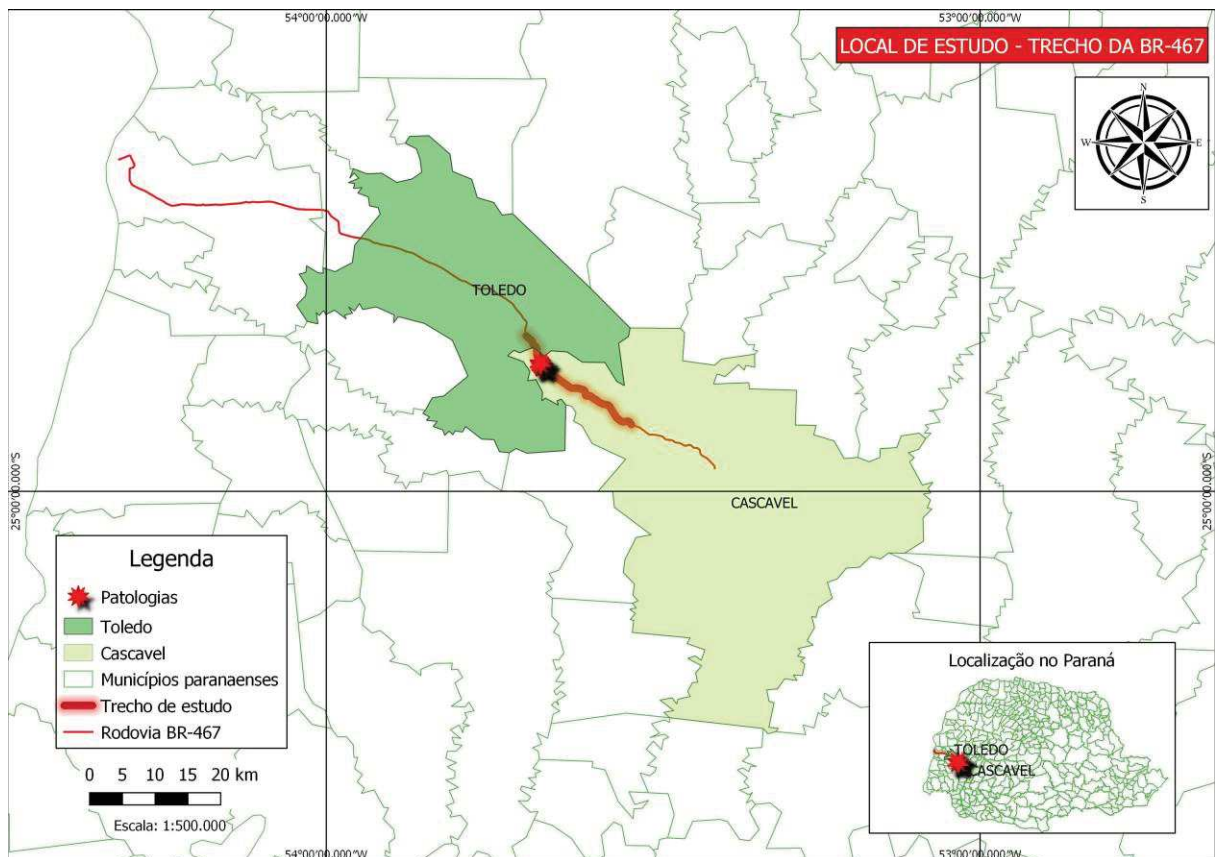 54°00'00.000"W
53°00'00.000"W
LOCAL DE ESTUDO - TRECHO DA BR-467
N
W
E
S
TOLEDO
25°00'00.000"S
25°00'00.000"S
CASCAVEL
Legenda
Patologias
Toledo
Cascavel
Municípios paranaenses
Trecho de estudo
Rodovia BR-467
0 5 10 15 20 km
Escala: 1:500.000
Localização no Paraná
TOLEDO
CASCAVEL
54°00'00.000"W
53°00'00.000"W